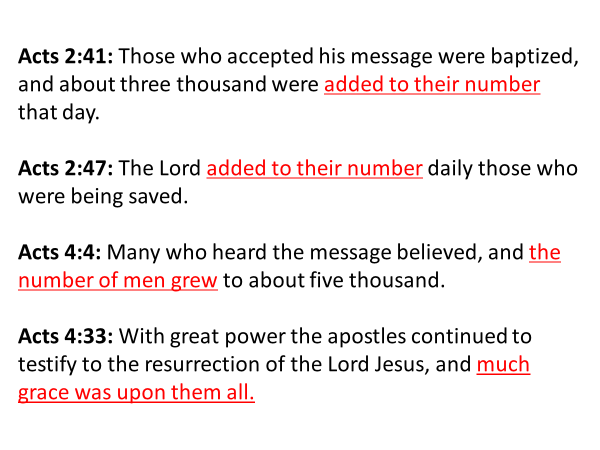 Acts 2:41: Those who accepted his message were baptized,
and about three thousand were added to their number
that day.
Acts 2:47: The Lord added to their number daily those who
were being saved.
Acts 4:4: Many who heard the message believed, and the
number of men grew to about five thousand.
Acts 4:33: With great power the apostles continued to
testify to the resurrection of the Lord Jesus, and much
grace was upon them all.